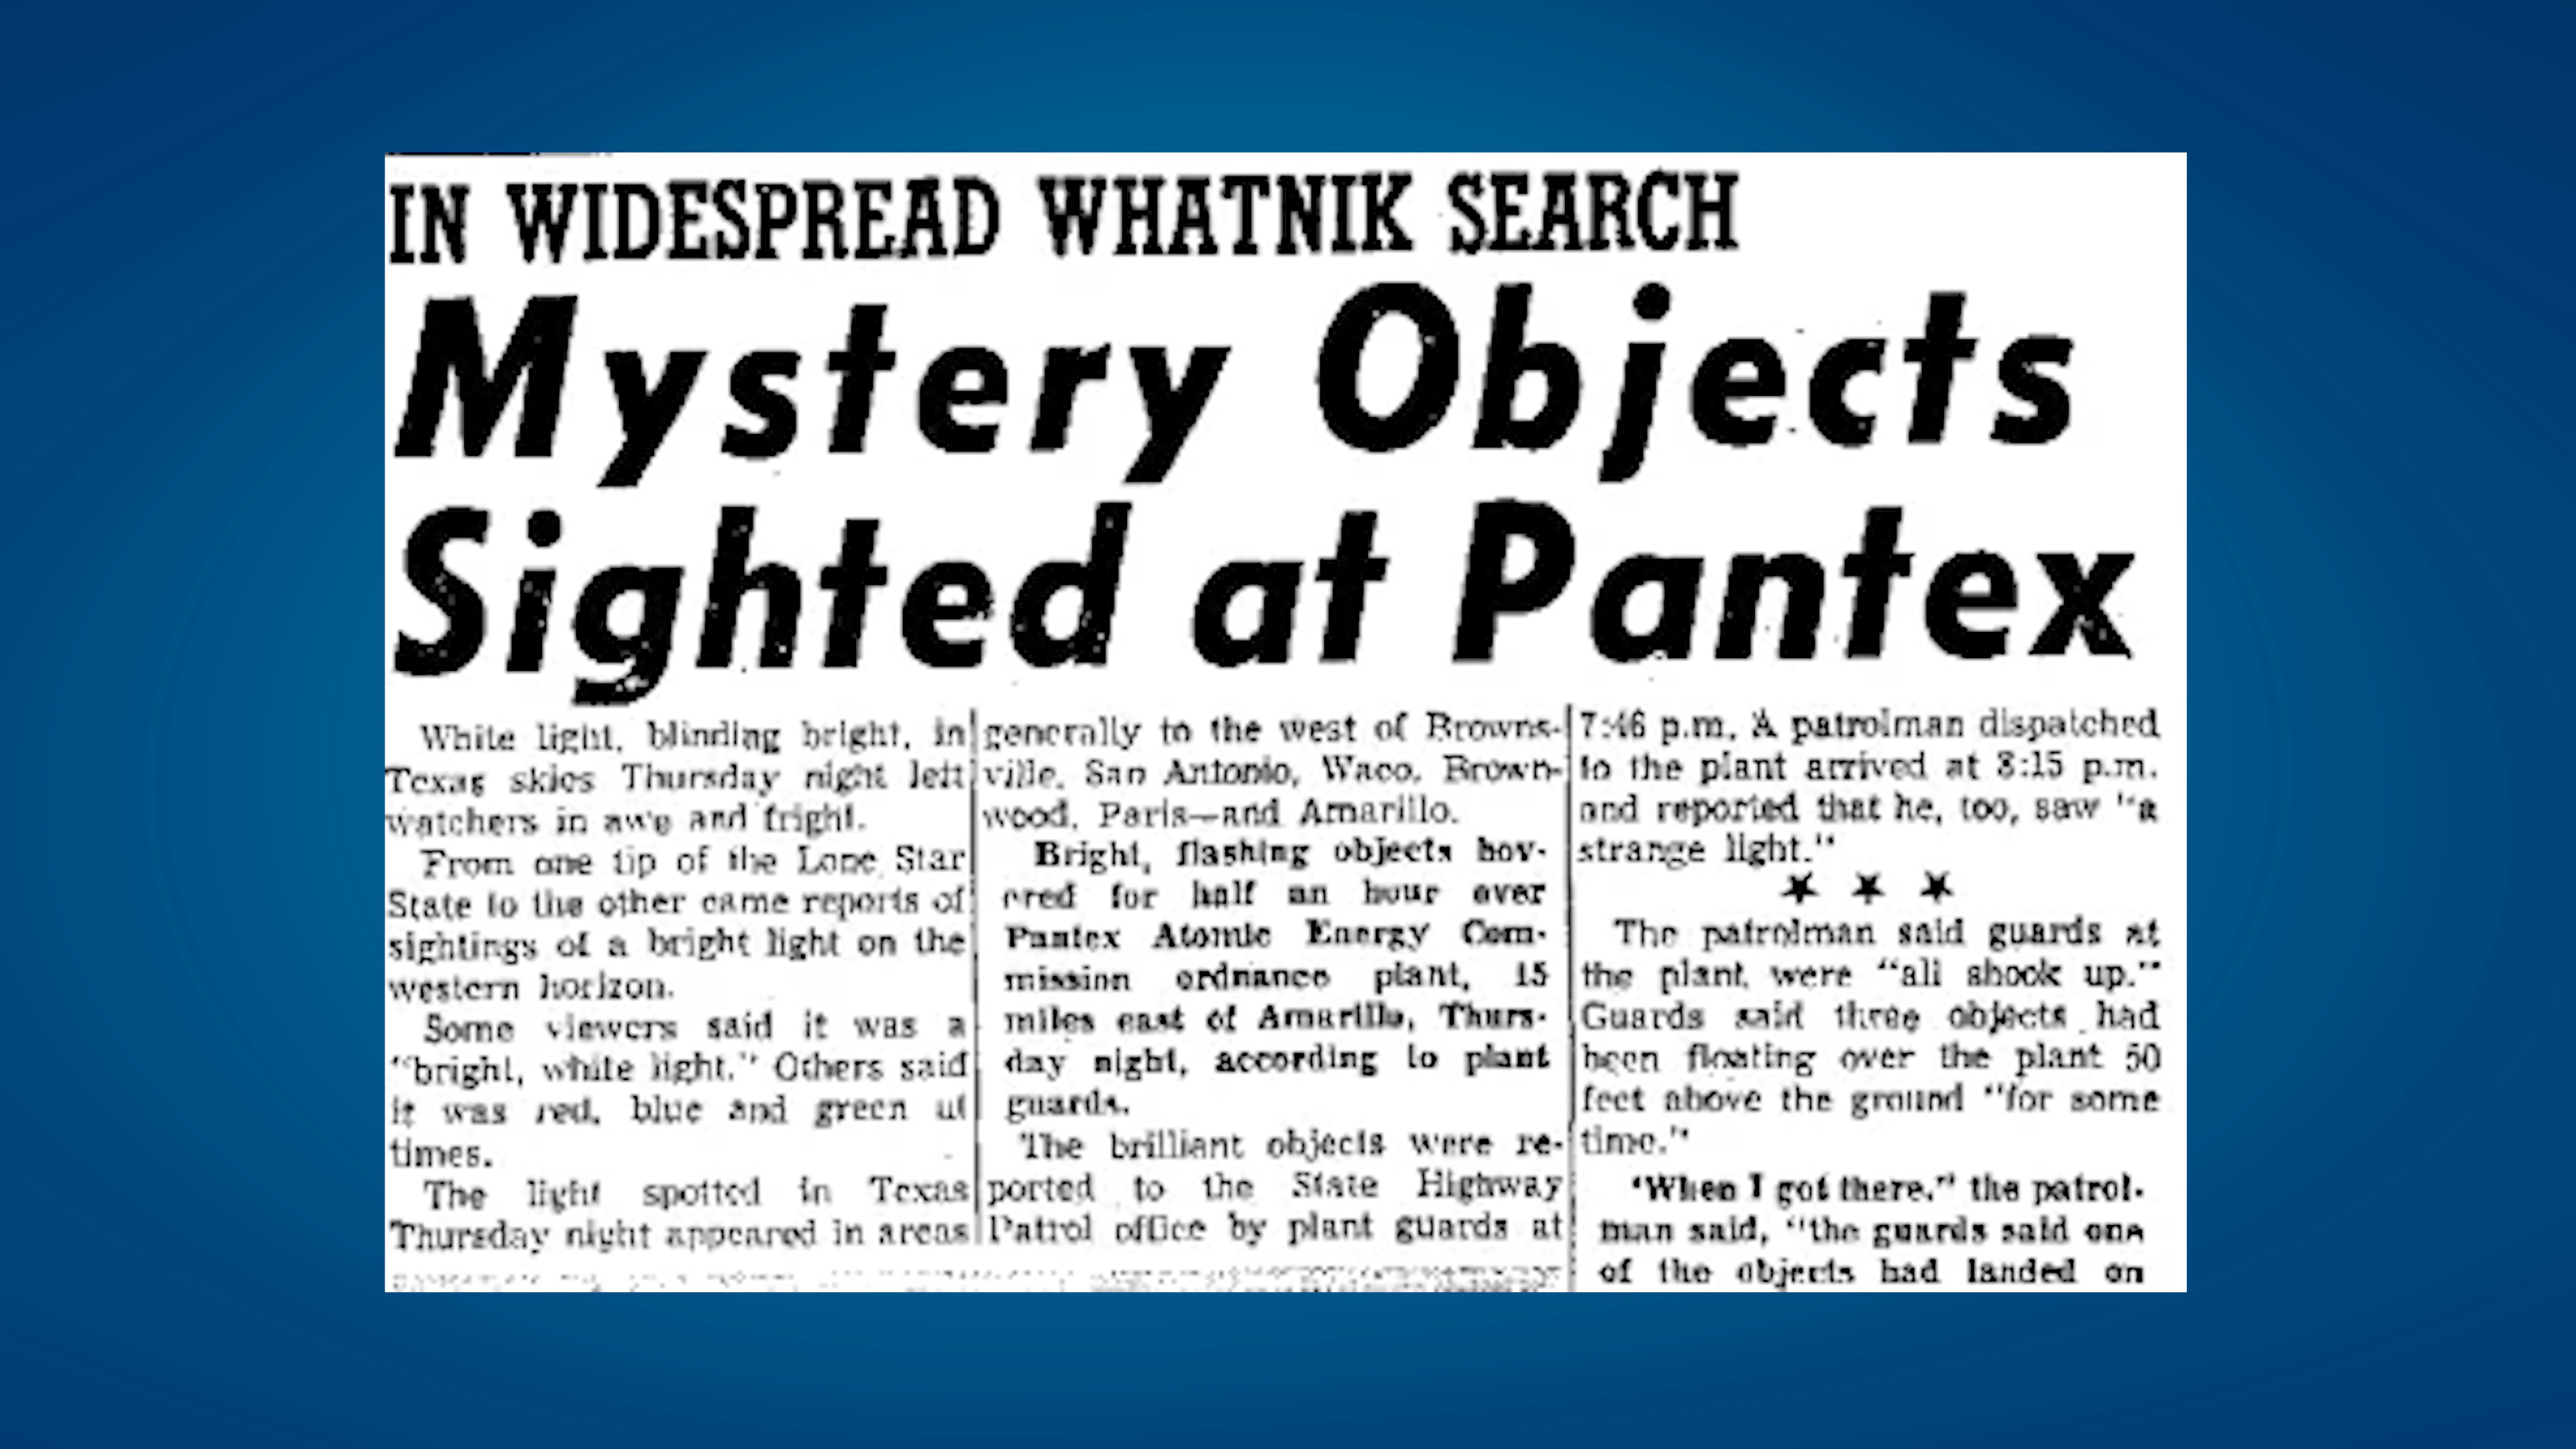 IN WIDESPREAD WHATNIK SEARCH
Mystery Objects
Sighted at Pantex
White light, blinding bright, in
Texas skies Thursday night left
watchers in awe and fright.
From one tip of the Lone Star
State to the other came reports of
sightings of a bright light on the
western horizon.
Some viewers said it was a
"bright, white light." Others said
it was red, blue and green at
times.
The light spotted in Texas
Thursday night appeared in areas
generally to the west of Browns-
ville, San Antonio, Waco, Brown-
wood, Paris—and Amarillo.
Bright, flashing objects hov-
ered for half an hour over
Pantex Atomic Energy Com-
mission ordnance plant, 15
miles east of Amarillo, Thurs-
day night, according to plant
guards.
The brilliant objects were re-
ported to the State Highway
Patrol office by plant guards at
7:46 p.m. A patrolman dispatched
to the plant arrived at 8:15 p.m.
and reported that he, too, saw "a
strange light."
★ ★ ★
The patrolman said guards at
the plant were "all shook up."
Guards said three objects had
been floating over the plant 50
feet above the ground "for some
time."
'When I got there," the patrol-
man said, "the guards said one
of the objects had landed on